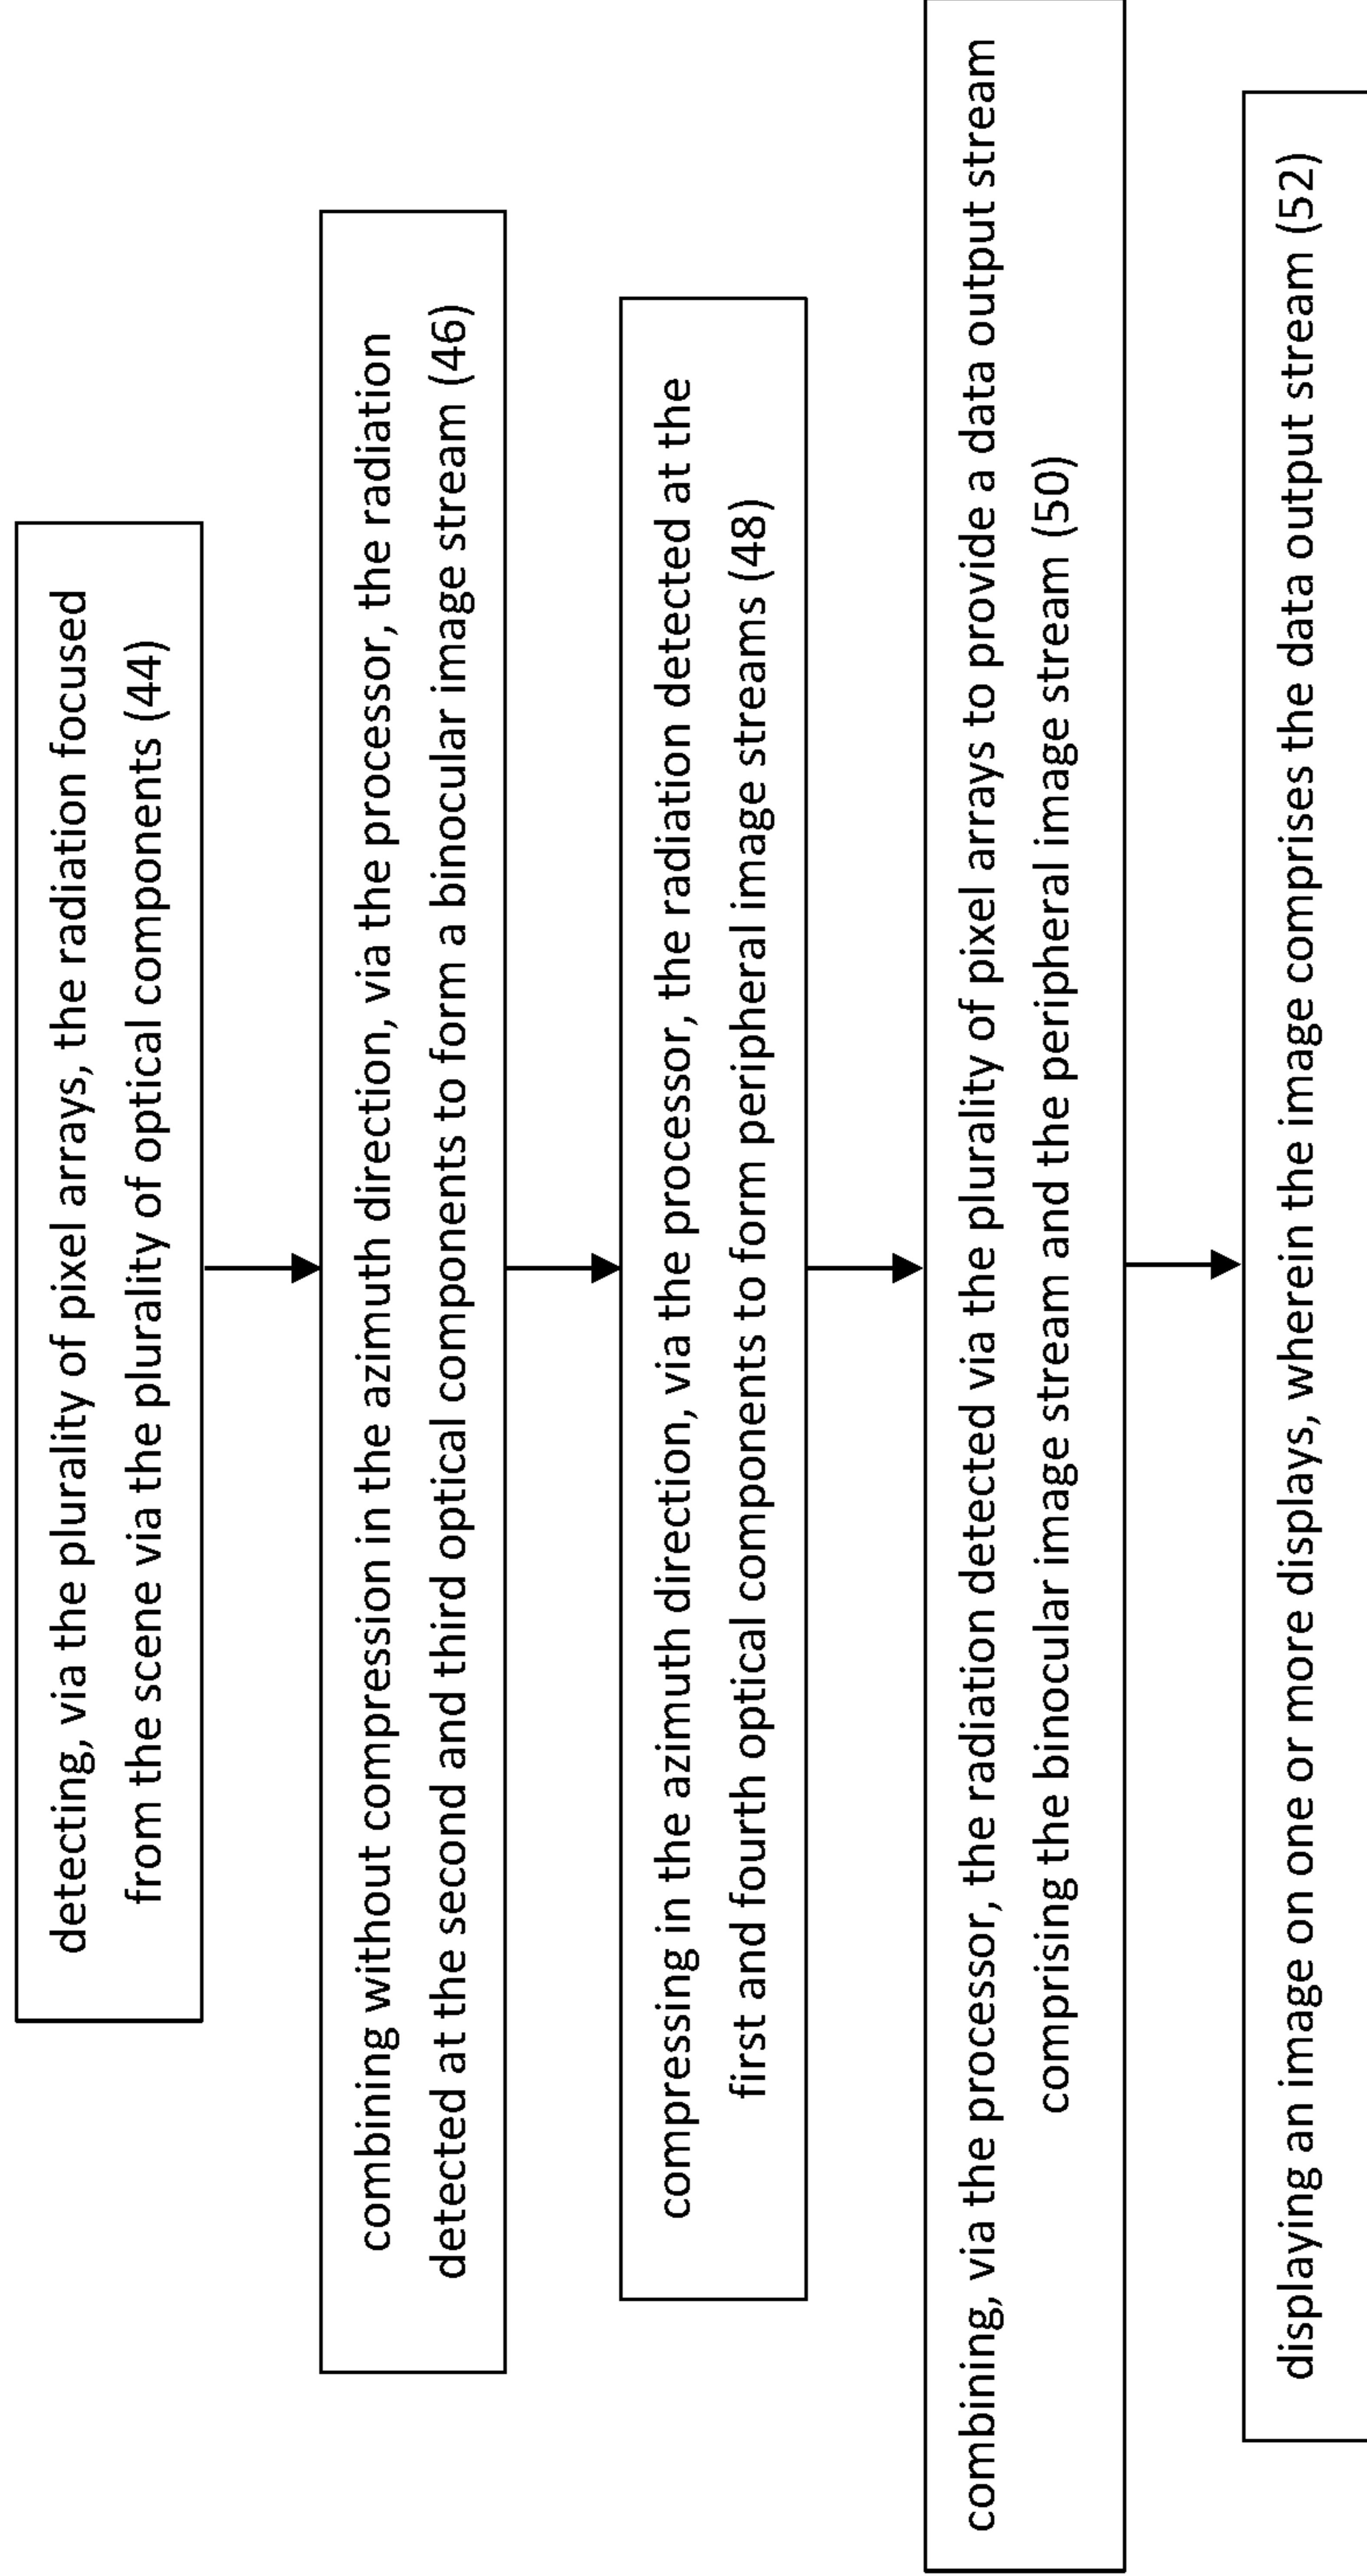 detecting, via the plurality of pixel arrays, the radiation focused
from the scene via the plurality of optical components (44)
combining without compression in the azimuth direction, via the processor, the radiation
detected at the second and third optical components to form a binocular image stream (46)
compressing in the azimuth direction, via the processor, the radiation detected at the
first and fourth optical components to form peripheral image streams (48)
combining, via the processor, the radiation detected via the plurality of pixel arrays to provide a data output stream
comprising the binocular image stream and the peripheral image stream (50)
displaying an image on one or more displays, wherein the image comprises the data output stream (52)